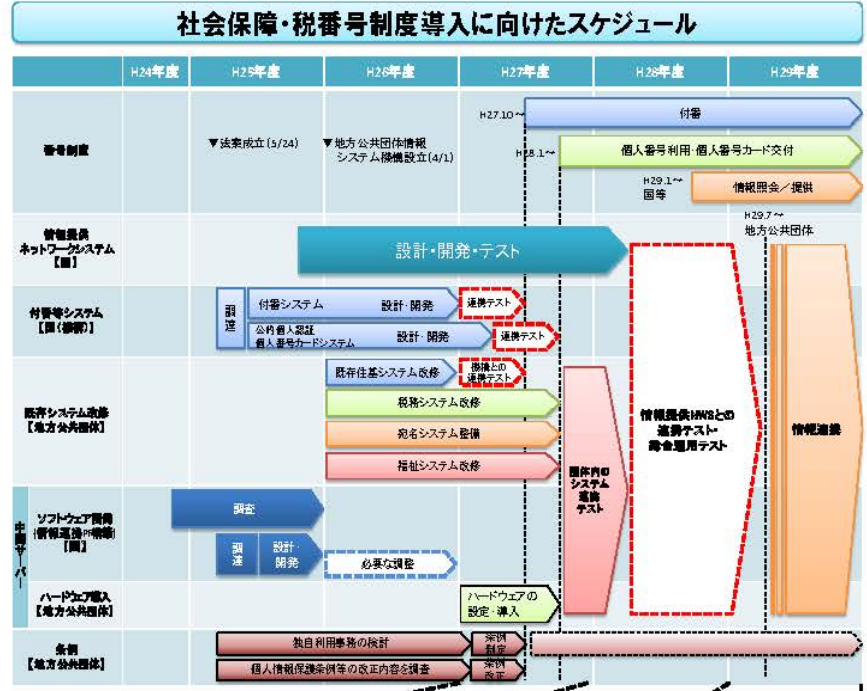 社会保障・税番号制度導入に向けたスケジュール
H24年度
H25年度
H26年度
H27年度
H28年度
H29年度
番号制度
▼法案成立(5/24)
▼地方公共団体情報
システム機構設立(4/1)
H27.10～
付番
H28.1～
個人番号利用・個人番号カード交付
H29.1～
国等
情報照会／提供
H29.7～
地方公共団体
情報提供
ネットワークシステム
【国】
設計・開発・テスト
付番等システム
【国（機構）】
調達
付番システム　設計・開発
連携テスト
公的個人認証
個人番号カードシステム
設計・開発
連携テスト
既存システム改修
【地方公共団体】
既存住基システム改修
機構との
連携テスト
税務システム改修
宛名システム整備
福祉システム改修
団体内の
システム
連携
テスト
情報提供NWSとの
連携テスト・
総合運用テスト
情報連携
中間サーバー
ソフトウェア開発
(情報連携PF構築)
【国】
調査
調達
設計・
開発
必要な調整
ハードウェア導入
【地方公共団体】
ハードウェアの
設定・導入
条例
【地方公共団体】
独自利用事務の検討
条例
制定
個人情報保護条例等の改正内容を調査
条例
改正